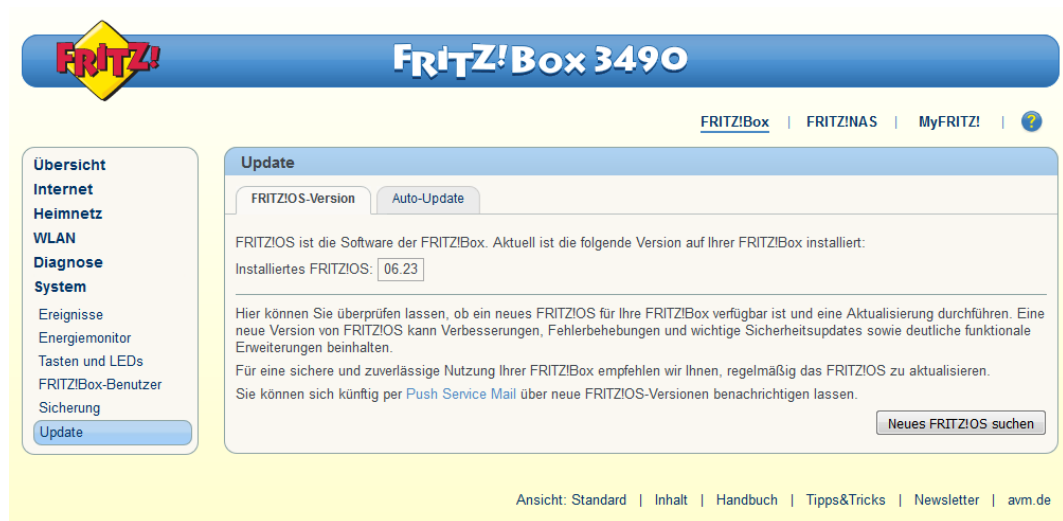 FRITZ!
FRITZ!Box 3490
FRITZ!Box | FRITZ!NAS | MyFRITZ! | ?
Übersicht
Internet
Heimnetz
WLAN
Diagnose
System
Ereignisse
Energiemonitor
Tasten und LEDs
FRITZ!Box-Benutzer
Sicherung
Update
Update
FRITZ!OS-Version Auto-Update
FRITZ!OS ist die Software der FRITZ!Box. Aktuell ist die folgende Version auf Ihrer FRITZ!Box installiert:
Installiertes FRITZ!OS: 06.23
Hier können Sie überprüfen lassen, ob ein neues FRITZ!OS für Ihre FRITZ!Box verfügbar ist und eine Aktualisierung durchführen. Eine
neue Version von FRITZ!OS kann Verbesserungen, Fehlerbehebungen und wichtige Sicherheitsupdates sowie deutliche funktionale
Erweiterungen beinhalten.
Für eine sichere und zuverlässige Nutzung Ihrer FRITZ!Box empfehlen wir Ihnen, regelmäßig das FRITZ!OS zu aktualisieren.
Sie können sich künftig per Push Service Mail über neue FRITZ!OS-Versionen benachrichtigen lassen.
Neues FRITZ!OS suchen
Ansicht: Standard | Inhalt | Handbuch | Tipps&Tricks | Newsletter | avm.de